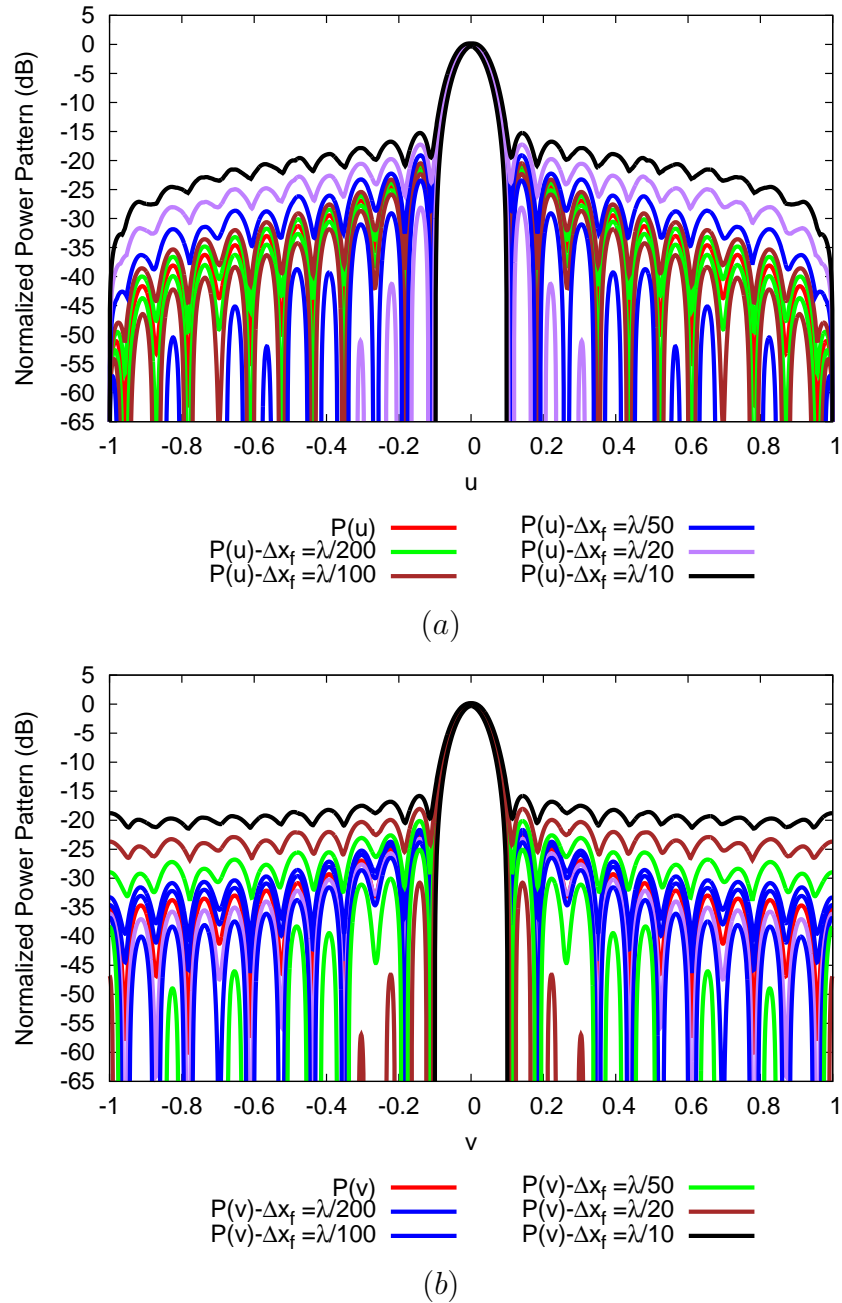 5
0
-5
-10
-15
-20
-25
-30
-35
-40
-45
-50
-55
-60
-65
Normalized Power Pattern (dB)
-1 -0.8 -0.6 -0.4 -0.2 0 0.2 0.4 0.6 0.8 1
u
P(u)
P(u)-Δx_f =λ/200
P(u)-Δx_f =λ/100
P(u)-Δx_f =λ/50
P(u)-Δx_f =λ/20
P(u)-Δx_f =λ/10
(a)
5
0
-5
-10
-15
-20
-25
-30
-35
-40
-45
-50
-55
-60
-65
Normalized Power Pattern (dB)
-1 -0.8 -0.6 -0.4 -0.2 0 0.2 0.4 0.6 0.8 1
v
P(v)
P(v)-Δx_f =λ/200
P(v)-Δx_f =λ/100
P(v)-Δx_f =λ/50
P(v)-Δx_f =λ/20
P(v)-Δx_f =λ/10
(b)